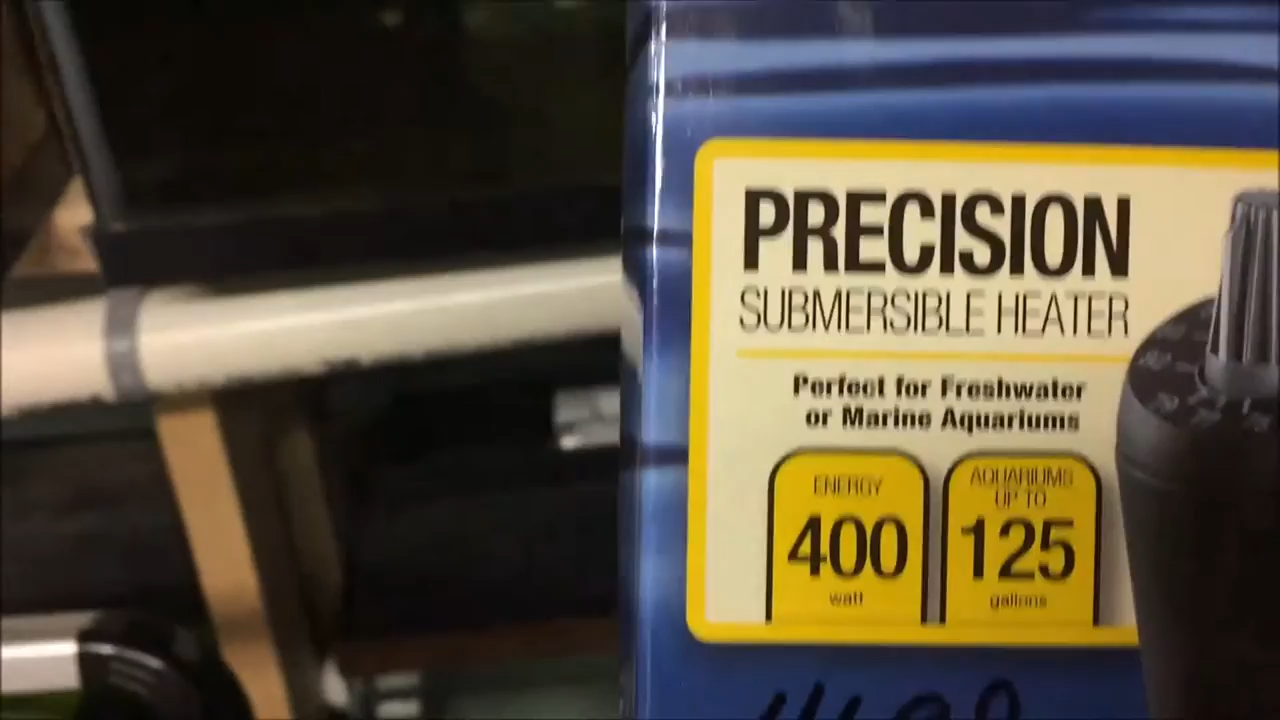 PRECISION
SUBMERSIBLE HEATER
Perfect for Freshwater
or Marine Aquariums
ENERGY
400
watt
AQUARIUMS
UP TO
125
gallons